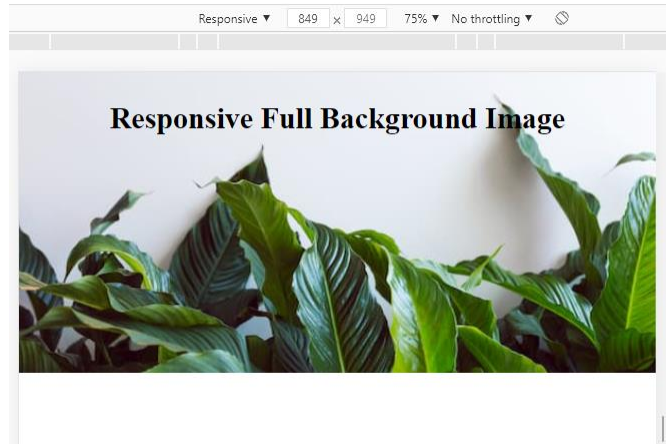 Responsive ▼ 849 × 949 75% ▼ No throttling ▼
Responsive Full Background Image